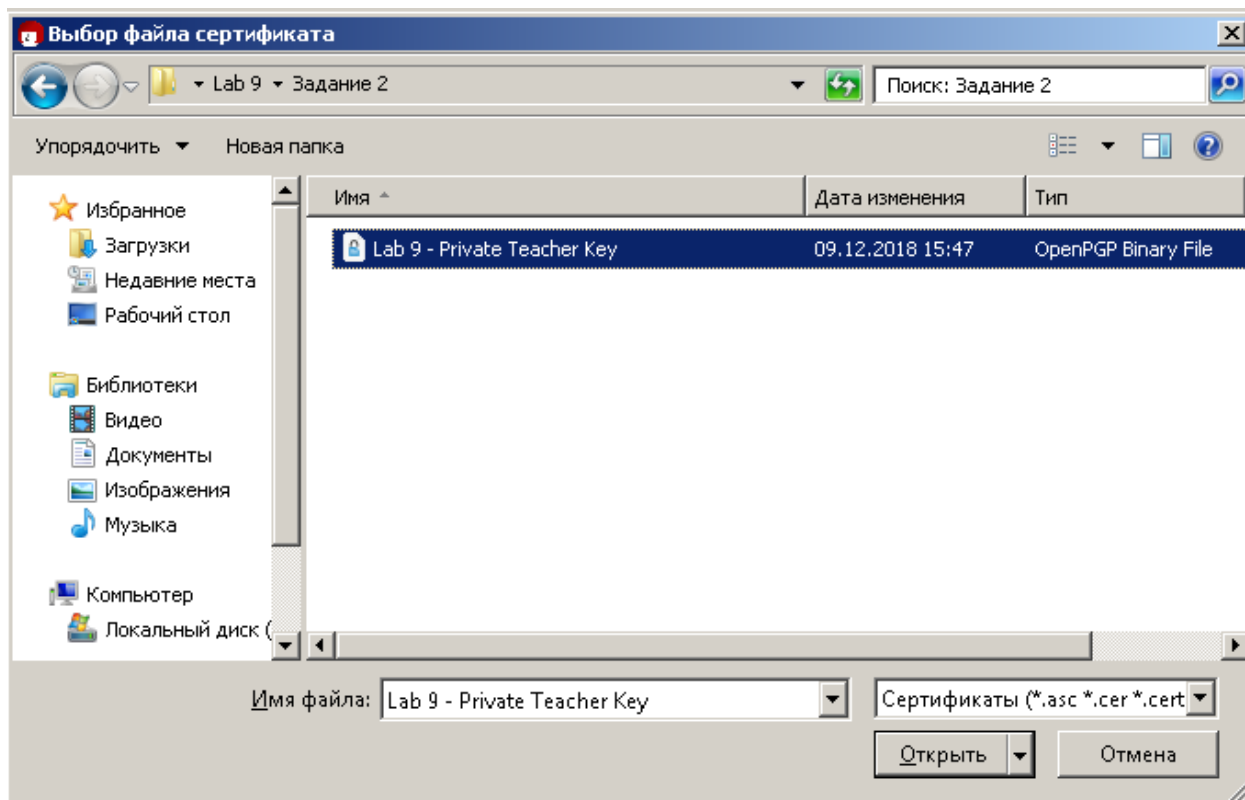 Выбор файла сертификата
Lab 9 Задание 2 Поиск: Задание 2
Упорядочить Новая папка
Имя Дата изменения Тип
Lab 9 - Private Teacher Key 09.12.2018 15:47 OpenPGP Binary File
Избранное
Загрузки
Недавние места
Рабочий стол
Библиотеки
Видео
Документы
Изображения
Музыка
Компьютер
Локальный диск (
Имя файла: Lab 9 - Private Teacher Key Сертификаты (*.asc *.cer *.cert
Открыть Отмена